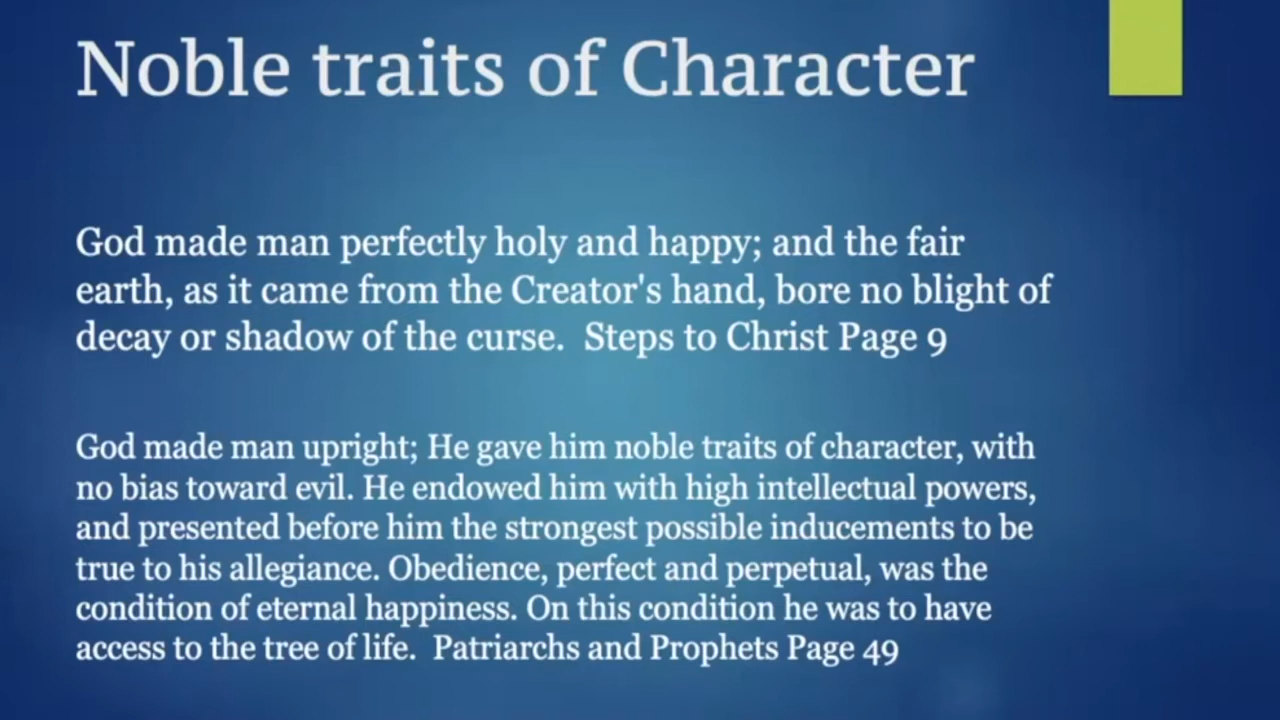 Noble traits of Character
God made man perfectly holy and happy; and the fair
earth, as it came from the Creator's hand, bore no blight of
decay or shadow of the curse.  Steps to Christ Page 9
God made man upright; He gave him noble traits of character, with
no bias toward evil. He endowed him with high intellectual powers,
and presented before him the strongest possible inducements to be
true to his allegiance. Obedience, perfect and perpetual, was the
condition of eternal happiness. On this condition he was to have
access to the tree of life.  Patriarchs and Prophets Page 49